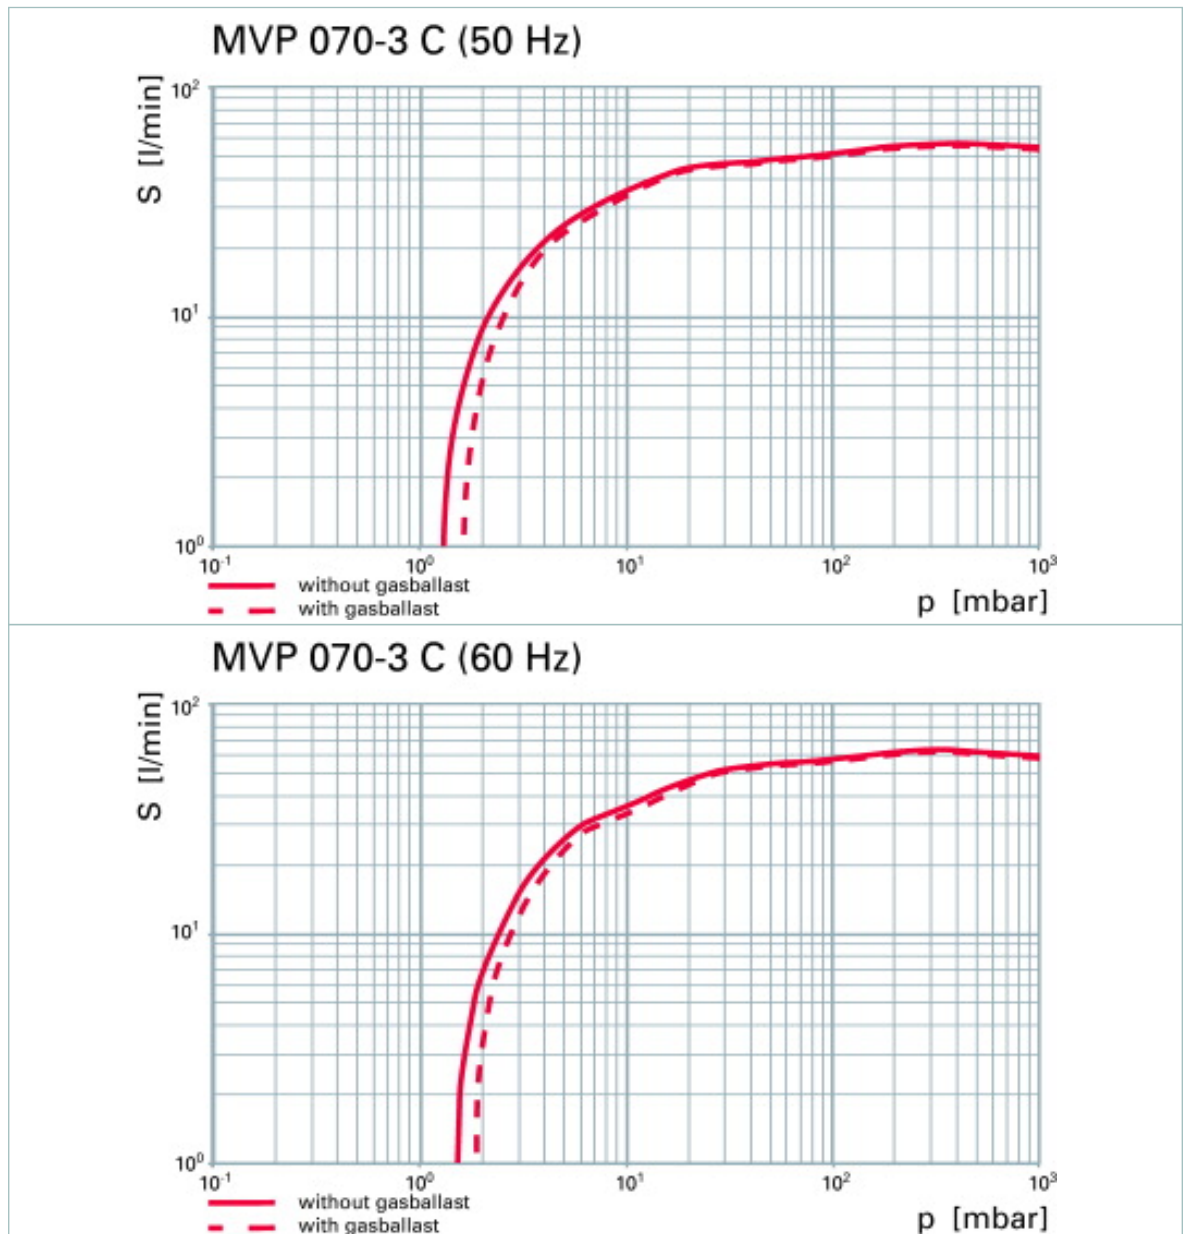 MVP 070-3 C (50 Hz)
S [l/min]
10²
10¹
10⁰
10⁻¹ 10⁰ 10¹ 10² 10³
without gasballast
with gasballast
p [mbar]
MVP 070-3 C (60 Hz)
S [l/min]
10²
10¹
10⁰
10⁻¹ 10⁰ 10¹ 10² 10³
without gasballast
with gasballast
p [mbar]